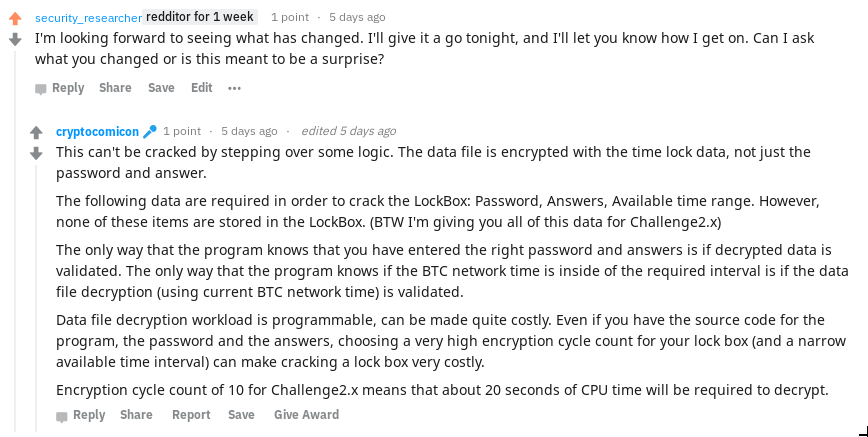 security_researcher redditor for 1 week 1 point · 5 days ago
I'm looking forward to seeing what has changed. I'll give it a go tonight, and I'll let you know how I get on. Can I ask
what you changed or is this meant to be a surprise?
Reply Share Save Edit •••
cryptocomicon 1 point · 5 days ago · edited 5 days ago
This can't be cracked by stepping over some logic. The data file is encrypted with the time lock data, not just the
password and answer.
The following data are required in order to crack the LockBox: Password, Answers, Available time range. However,
none of these items are stored in the LockBox. (BTW I'm giving you all of this data for Challenge2.x)
The only way that the program knows that you have entered the right password and answers is if decrypted data is
validated. The only way that the program knows if the BTC network time is inside of the required interval is if the data
file decryption (using current BTC network time) is validated.
Data file decryption workload is programmable, can be made quite costly. Even if you have the source code for the
program, the password and the answers, choosing a very high encryption cycle count for your lock box (and a narrow
available time interval) can make cracking a lock box very costly.
Encryption cycle count of 10 for Challenge2.x means that about 20 seconds of CPU time will be required to decrypt.
Reply Share Report Save Give Award